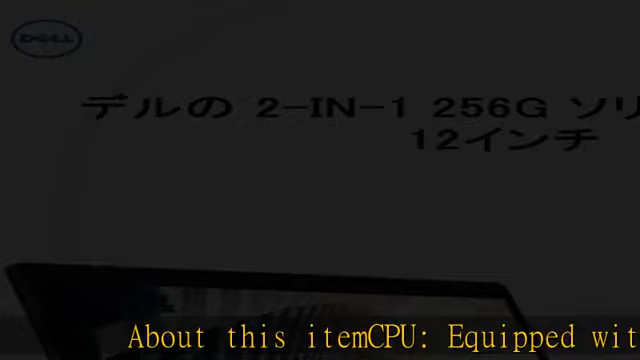 DELL
デルの 2-IN-1 256G ソリ
12インチ
About this itemCPU: Equipped wit